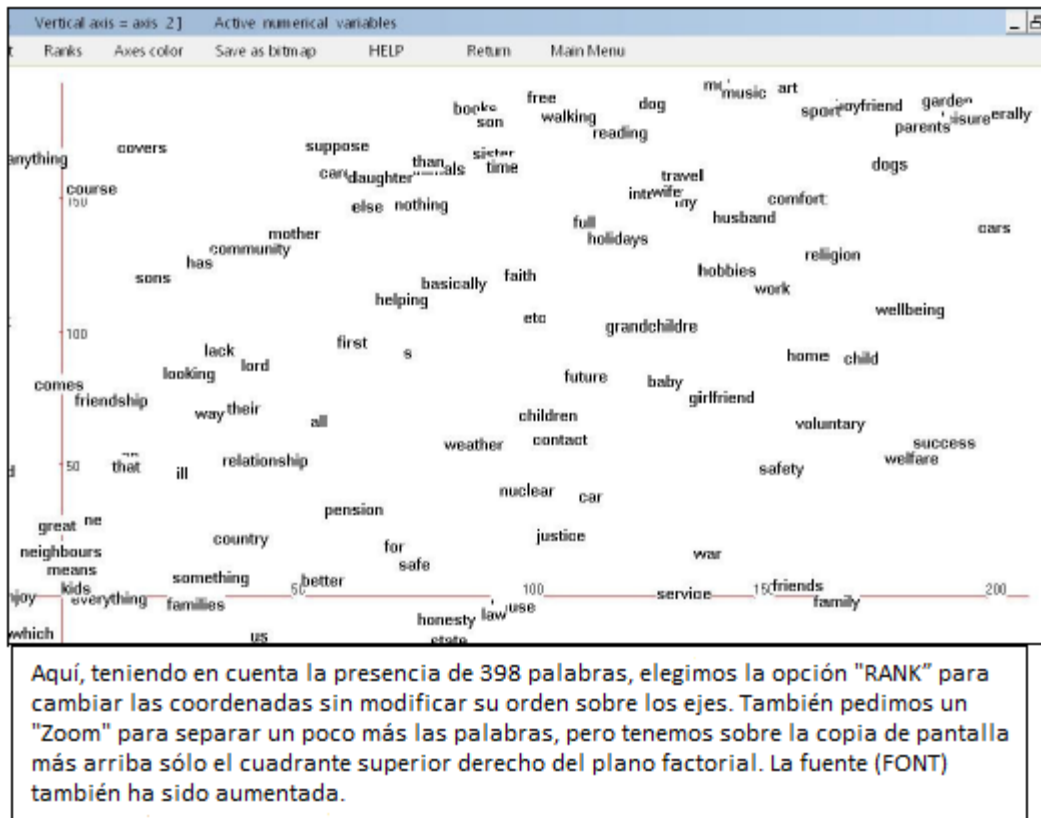 Vertical axis = axis 2 ] Active numerical variables
Ranks Axes color Save as bitmap HELP Return Main Menu
music art
free dog garden
books sport
son walking parents erally
reading
covers suppose
anything than sister dogs
daughter time travel
course wife comfort
150 else nothing
full husband
mother holidays cars
community religion
has
sons basically faith hobbies
helping work
wellbeing
etc grandchildre
100 first
lack s home child
looking lord future
comes baby
friendship girlfriend
way their children
all voluntary
weather contact success
50 that relationship welfare
ill safety
nuclear car
pension
great ne
country justice
neighbours for war
means safe
something better
kids 100 150 friends 200
everything families service family
use
honesty law
which us state
Aquí, teniendo en cuenta la presencia de 398 palabras, elegimos la opción "RANK” para
cambiar las coordenadas sin modificar su orden sobre los ejes. También pedimos un
"Zoom" para separar un poco más las palabras, pero tenemos sobre la copia de pantalla
más arriba sólo el cuadrante superior derecho del plano factorial. La fuente (FONT)
también ha sido aumentada.